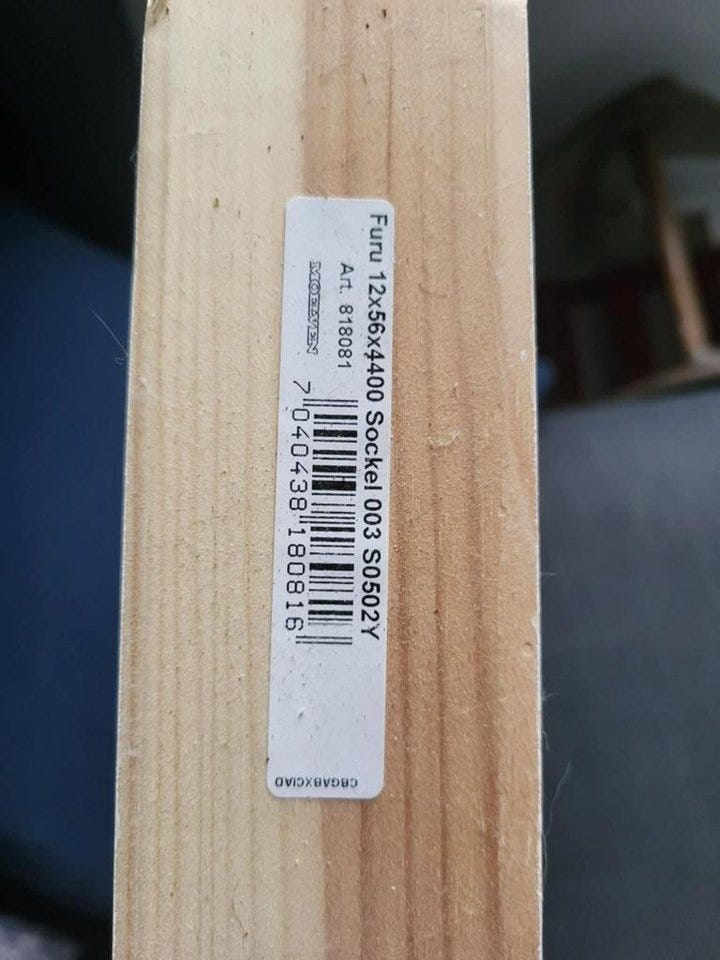 Furu 12x56x4400 Sockel 003 S0502Y
Art. 818081
MOELVEN
7 040438 180816
CBGABXCIAD